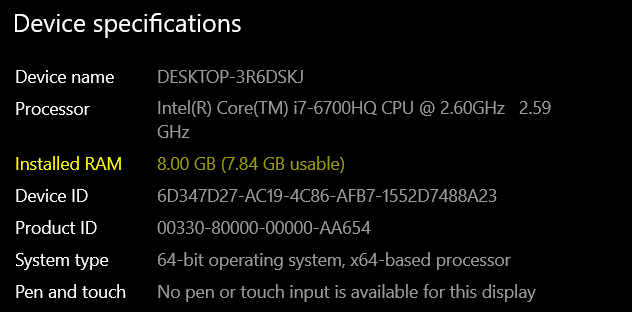 Device specifications
Device name DESKTOP-3R6DSKJ
Processor Intel(R) Core(TM) i7-6700HQ CPU @ 2.60GHz 2.59
GHz
Installed RAM 8.00 GB (7.84 GB usable)
Device ID 6D347D27-AC19-4C86-AFB7-1552D7488A23
Product ID 00330-80000-00000-AA654
System type 64-bit operating system, x64-based processor
Pen and touch No pen or touch input is available for this display